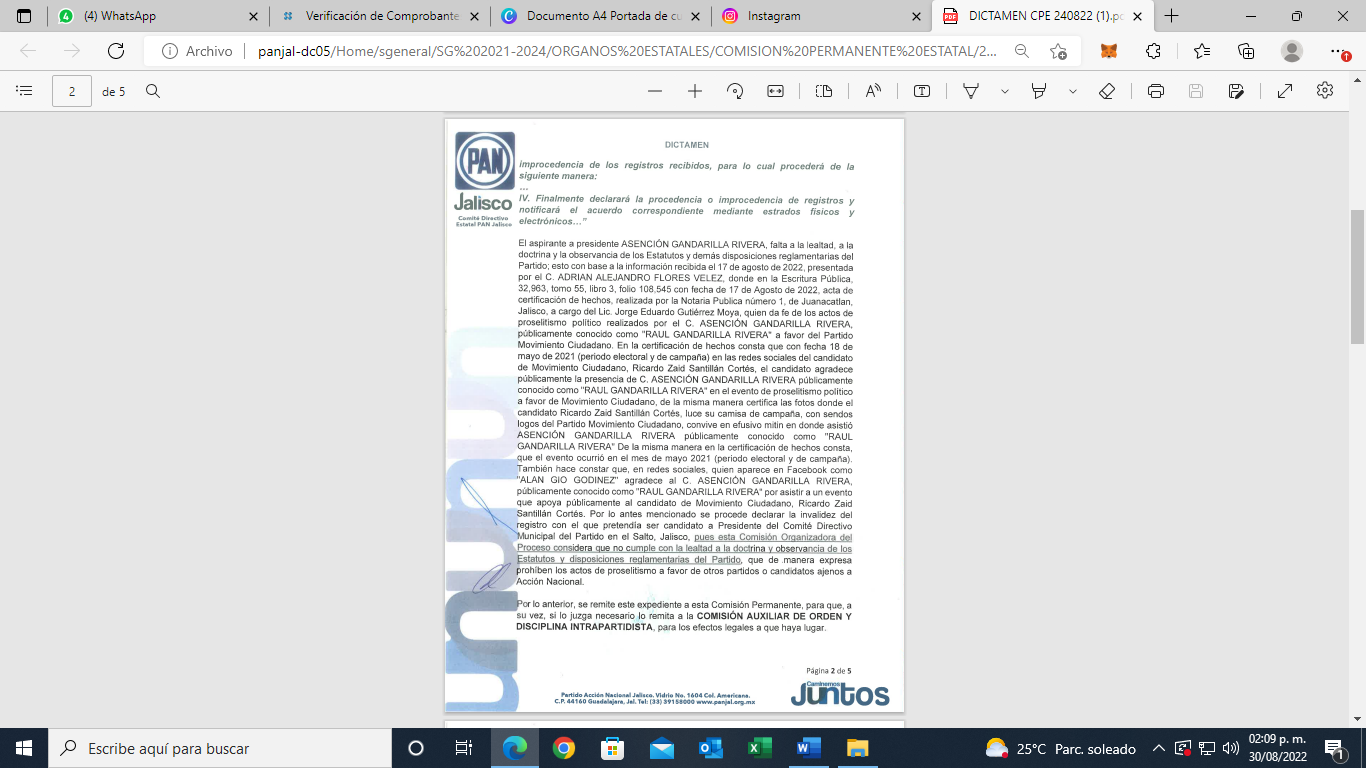 (4) WhatsApp
Verificación de Comprobante
Documento A4 Portada de cu
Instagram
DICTAMEN CPE 240822 (1).pc
Archivo
panjal-dc05/Home/sgeneral/SG%202021-2024/ORGANOS%20ESTATALES/COMISION%20PERMANENTE%20ESTATAL/2...
2
de 5
PAN
Jalisco
Comité Directivo
Estatal PAN Jalisco
DICTAMEN
improcedencia de los registros recibidos, para lo cual procederá de la
siguiente manera:
...
IV. Finalmente declarará la procedencia o improcedencia de registros y
notificará el acuerdo correspondiente mediante estrados físicos y
electrónicos…”
El aspirante a presidente ASENCIÓN GANDARILLA RIVERA, falta a la lealtad, a la
doctrina y la observancia de los Estatutos y demás disposiciones reglamentarias del
Partido; esto con base a la información recibida el 17 de agosto de 2022, presentada
por el C. ADRIAN ALEJANDRO FLORES VELEZ, donde en la Escritura Pública,
32,963, tomo 55, libro 3, folio 108,545 con fecha de 17 de Agosto de 2022, acta de
certificación de hechos, realizada por la Notaria Publica número 1, de Juanacatlan,
Jalisco, a cargo del Lic. Jorge Eduardo Gutiérrez Moya, quien da fe de los actos de
proselitismo político realizados por el C. ASENCIÓN GANDARILLA RIVERA,
públicamente conocido como "RAUL GANDARILLA RIVERA" a favor del Partido
Movimiento Ciudadano. En la certificación de hechos consta que con fecha 18 de
mayo de 2021 (periodo electoral y de campaña) en las redes sociales del candidato
de Movimiento Ciudadano, Ricardo Zaid Santillán Cortés, el candidato agradece
públicamente la presencia de C. ASENCIÓN GANDARILLA RIVERA públicamente
conocido como "RAUL GANDARILLA RIVERA" en el evento de proselitismo político
a favor de Movimiento Ciudadano, de la misma manera certifica las fotos donde el
candidato Ricardo Zaid Santillán Cortés, luce su camisa de campaña, con sendos
logos del Partido Movimiento Ciudadano, convive en efusivo mitin en donde asistió
ASENCIÓN GANDARILLA RIVERA públicamente conocido como "RAUL
GANDARILLA RIVERA" De la misma manera en la certificación de hechos consta,
que el evento ocurrió en el mes de mayo 2021 (periodo electoral y de campaña).
También hace constar que, en redes sociales, quien aparece en Facebook como
"ALAN GIO GODINEZ" agradece al C. ASENCIÓN GANDARILLA RIVERA,
públicamente conocido como "RAUL GANDARILLA RIVERA" por asistir a un evento
que apoya públicamente al candidato de Movimiento Ciudadano, Ricardo Zaid
Santillán Cortés. Por lo antes mencionado se procede declarar la invalidez del
registro con el que pretendía ser candidato a Presidente del Comité Directivo
Municipal del Partido en el Salto, Jalisco, pues esta Comisión Organizadora del
Proceso considera que no cumple con la lealtad a la doctrina y observancia de los
Estatutos y disposiciones reglamentarias del Partido, que de manera expresa
prohíben los actos de proselitismo a favor de otros partidos o candidatos ajenos a
Acción Nacional.
Por lo anterior, se remite este expediente a esta Comisión Permanente, para que, a
su vez, si lo juzga necesario lo remita a la COMISIÓN AUXILIAR DE ORDEN Y
DISCIPLINA INTRAPARTIDISTA, para los efectos legales a que haya lugar.
Página 2 de 5
Partido Acción Nacional Jalisco. Vidrio No. 1604 Col. Americana.
C.P. 44160 Guadalajara, Jal. Tel: (33) 39158000 www.panjal.org.mx
Caminemos
Juntos
Escribe aquí para buscar
25°C Parc. soleado
02:09 p. m.
30/08/2022
1